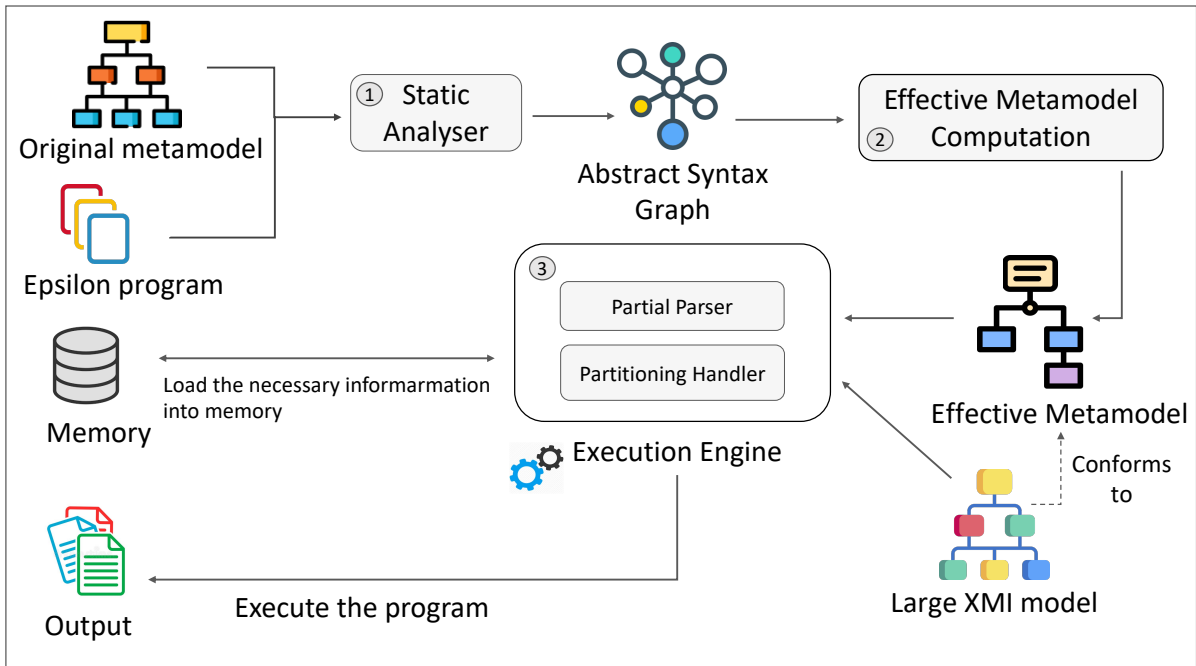 Original metamodel
1
Static
Analyser
Abstract Syntax
Graph
Effective Metamodel
Computation
2
Epsilon program
3
Partial Parser
Partitioning Handler
Execution Engine
Effective Metamodel
Memory
Load the necessary informarmation
into memory
Conforms
to
Large XMI model
Execute the program
Output